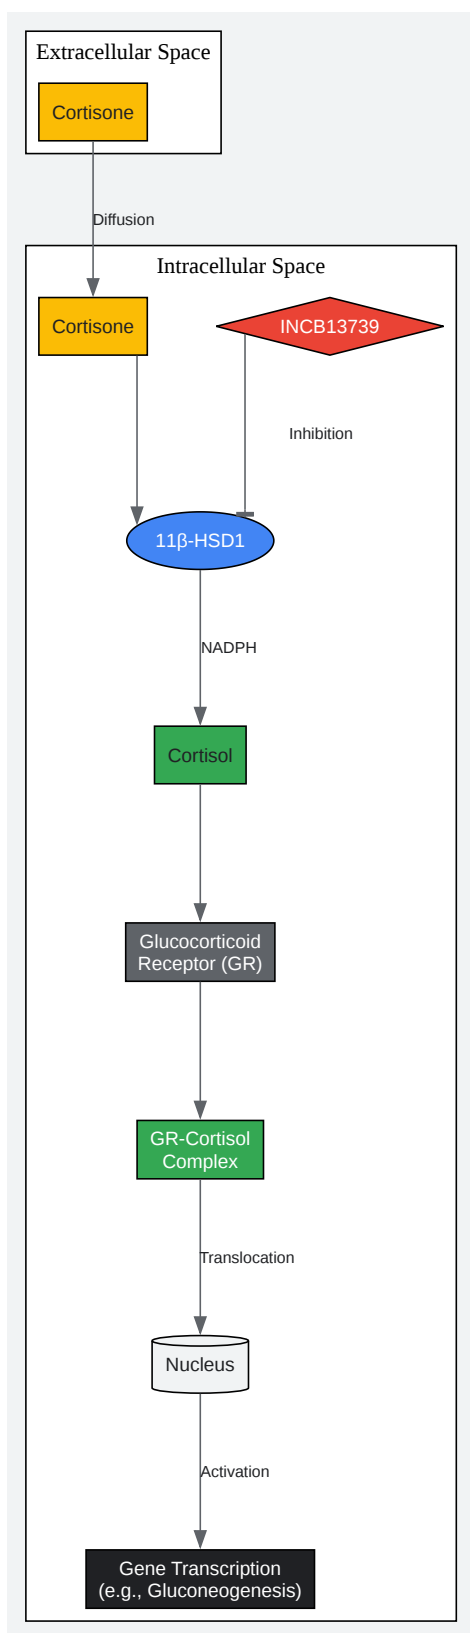 Extracellular Space
Cortisone
Diffusion
Intracellular Space
Cortisone
INCB13739
Inhibition
11β-HSD1
NADPH
Cortisol
Glucocorticoid
Receptor (GR)
GR-Cortisol
Complex
Translocation
Nucleus
Activation
Gene Transcription
(e.g., Gluconeogenesis)